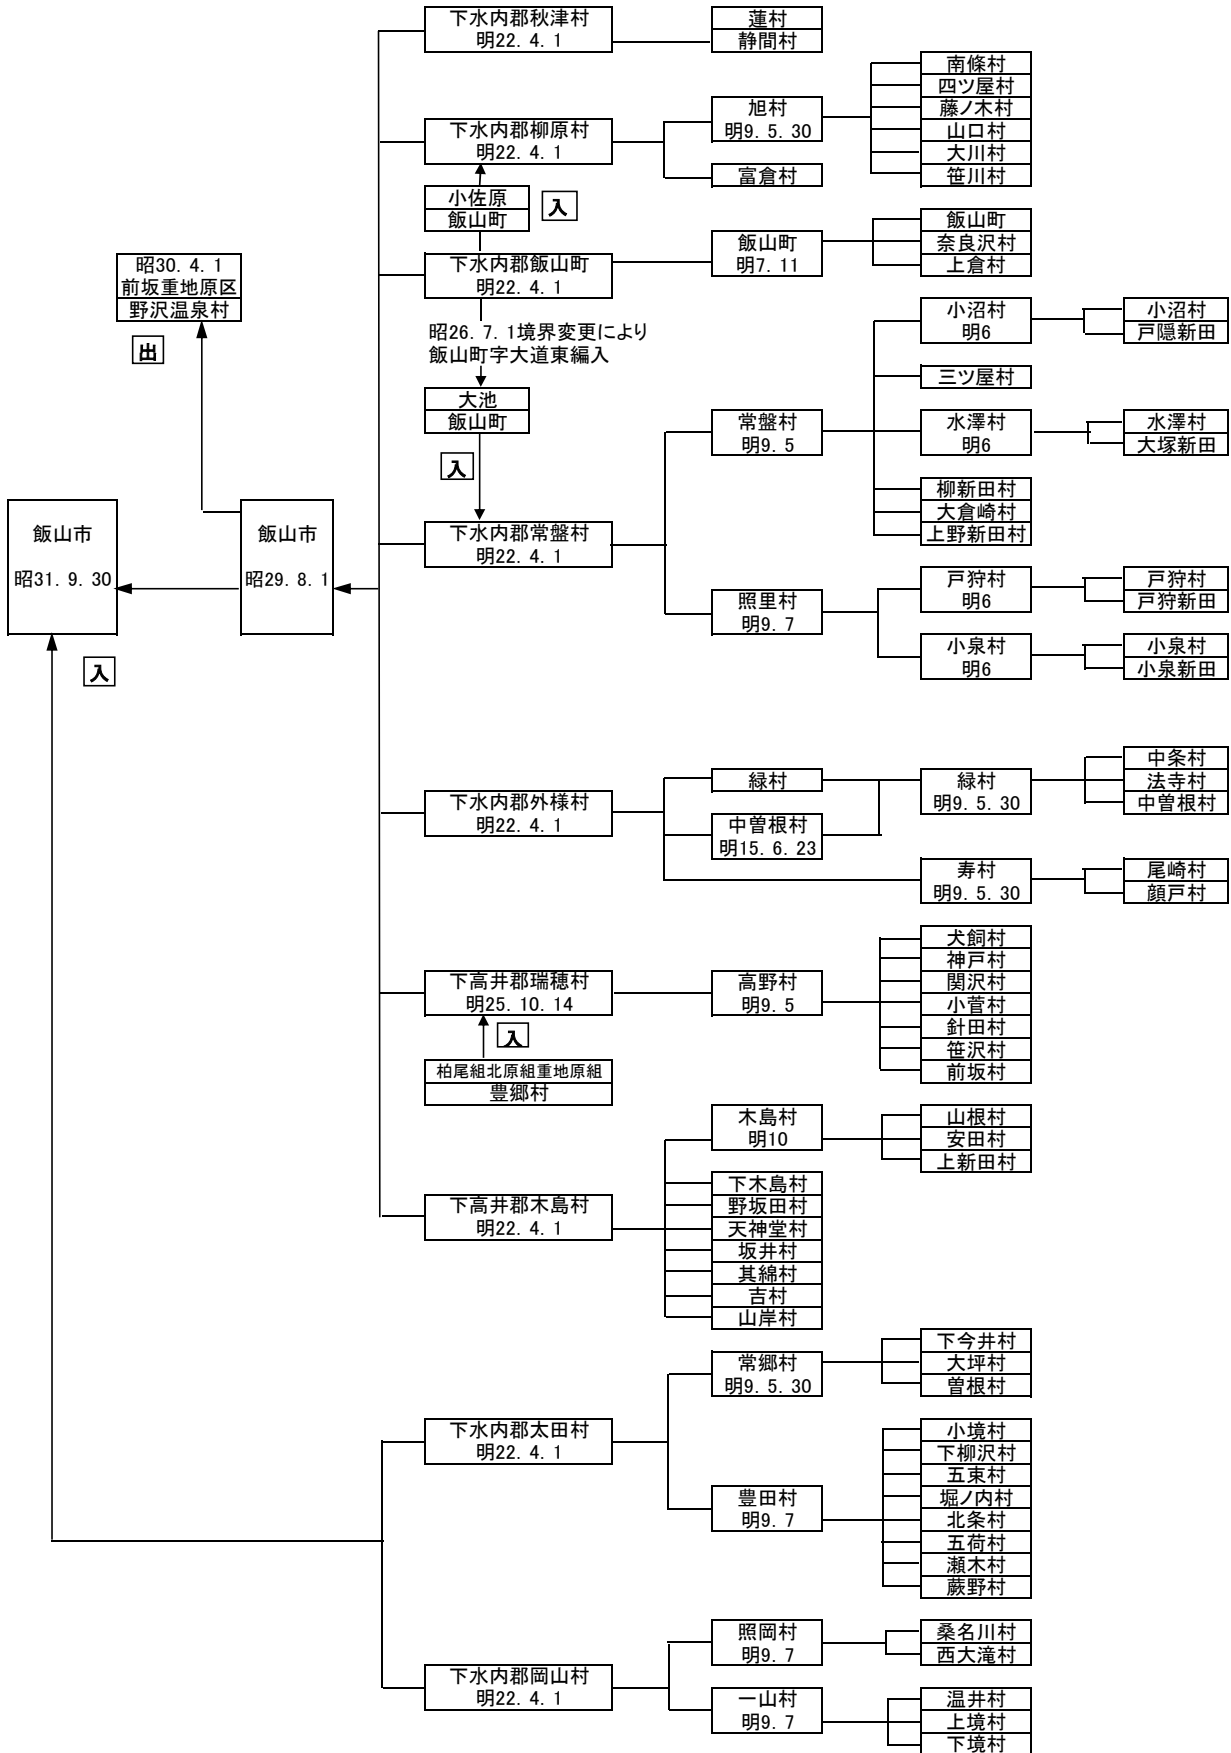 下水内郡秋津村
明22. 4. 1
蓮村
静間村
下水内郡柳原村
明22. 4. 1
旭村
明9. 5. 30
富倉村
南條村
四ツ屋村
藤ノ木村
山口村
大川村
笹川村
小佐原
飯山町
入
下水内郡飯山町
明22. 4. 1
飯山町
明7. 11
飯山町
奈良沢村
上倉村
昭30. 4. 1
前坂重地原区
野沢温泉村
出
昭26. 7. 1境界変更により
飯山町字大道東編入
大池
飯山町
入
小沼村
明6
小沼村
戸隠新田
三ツ屋村
常盤村
明9. 5
水澤村
明6
水澤村
大塚新田
柳新田村
大倉崎村
上野新田村
飯山市
昭31. 9. 30
飯山市
昭29. 8. 1
下水内郡常盤村
明22. 4. 1
照里村
明9. 7
戸狩村
明6
戸狩村
戸狩新田
小泉村
明6
小泉村
小泉新田
入
下水内郡外様村
明22. 4. 1
緑村
中曽根村
明15. 6. 23
緑村
明9. 5. 30
中条村
法寺村
中曽根村
寿村
明9. 5. 30
尾崎村
顔戸村
下高井郡瑞穂村
明25. 10. 14
高野村
明9. 5
犬飼村
神戸村
関沢村
小菅村
針田村
笹沢村
前坂村
入
柏尾組北原組重地原組
豊郷村
下高井郡木島村
明22. 4. 1
木島村
明10
山根村
安田村
上新田村
下木島村
野坂田村
天神堂村
坂井村
其綿村
吉村
山岸村
下水内郡太田村
明22. 4. 1
常郷村
明9. 5. 30
下今井村
大坪村
曽根村
豊田村
明9. 7
小境村
下柳沢村
五束村
堀ノ内村
北条村
五荷村
瀬木村
蕨野村
下水内郡岡山村
明22. 4. 1
照岡村
明9. 7
桑名川村
西大滝村
一山村
明9. 7
温井村
上境村
下境村